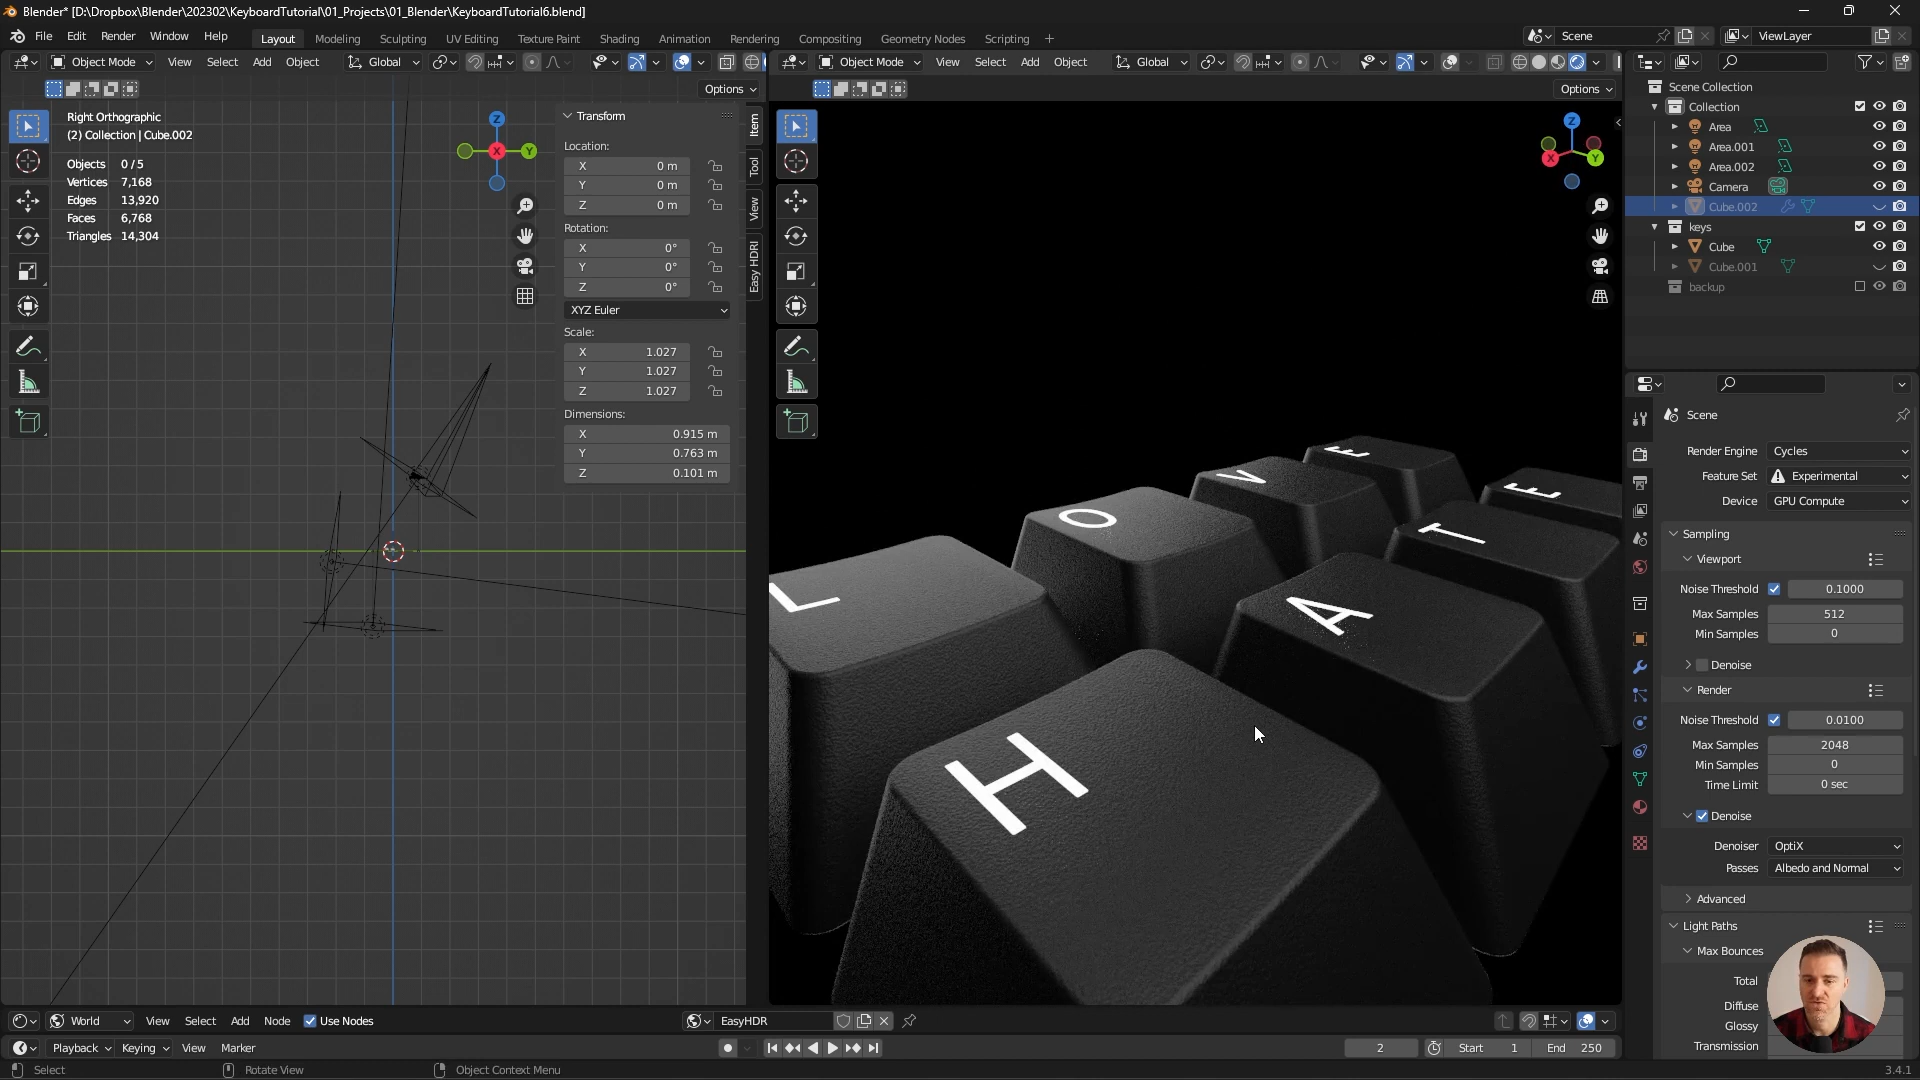 Blender* [D:\Dropbox\Blender\202302\KeyboardTutorial\01_Projects\01_Blender\KeyboardTutorial6.blend]
File Edit Render Window Help Layout Modeling Sculpting UV Editing Texture Paint Shading Animation Rendering Compositing Geometry Nodes Scripting + Scene ViewLayer
Object Mode View Select Add Object Global Object Mode View Select Add Object Global
Options Options
Right Orthographic
(2) Collection | Cube.002
Objects 0/5
Vertices 7,168
Edges 13,920
Faces 6,768
Triangles 14,304
Z
X
Y
Transform
Location:
X 0 m
Y 0 m
Z 0 m
Rotation:
X 0°
Y 0°
Z 0°
XYZ Euler
Scale:
X 1.027
Y 1.027
Z 1.027
Dimensions:
X 0.915 m
Y 0.763 m
Z 0.101 m
Item
Tool
View
Easy HDRI
Z
X
Y
E
V
E
O
T
L
A
H
Scene Collection
Collection
Area
Area.001
Area.002
Camera
Cube.002
keys
Cube
Cube.001
backup
Scene
Render Engine Cycles
Feature Set Experimental
Device GPU Compute
Sampling
Viewport
Noise Threshold 0.1000
Max Samples 512
Min Samples 0
Denoise
Render
Noise Threshold 0.0100
Max Samples 2048
Min Samples 0
Time Limit 0 sec
Denoise
Denoiser OptiX
Passes Albedo and Normal
Advanced
Light Paths
Max Bounces
Total
Diffuse
Glossy
Transmission
World View Select Add Node Use Nodes EasyHDR
Playback Keying View Marker 2 Start 1 End 250
Select Rotate View Object Context Menu 3.4.1